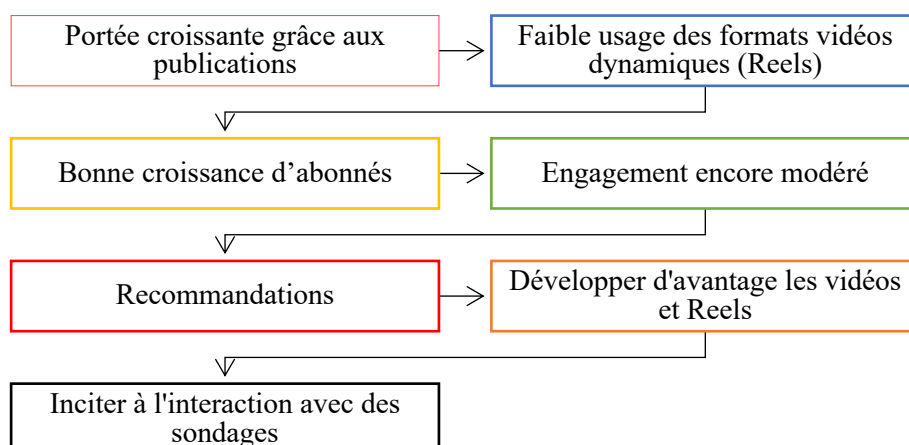 Portée croissante grâce aux
publications
Faible usage des formats vidéos
dynamiques (Reels)
Bonne croissance d’abonnés
Engagement encore modéré
Recommandations
Développer d'avantage les vidéos
et Reels
Inciter à l'interaction avec des
sondages